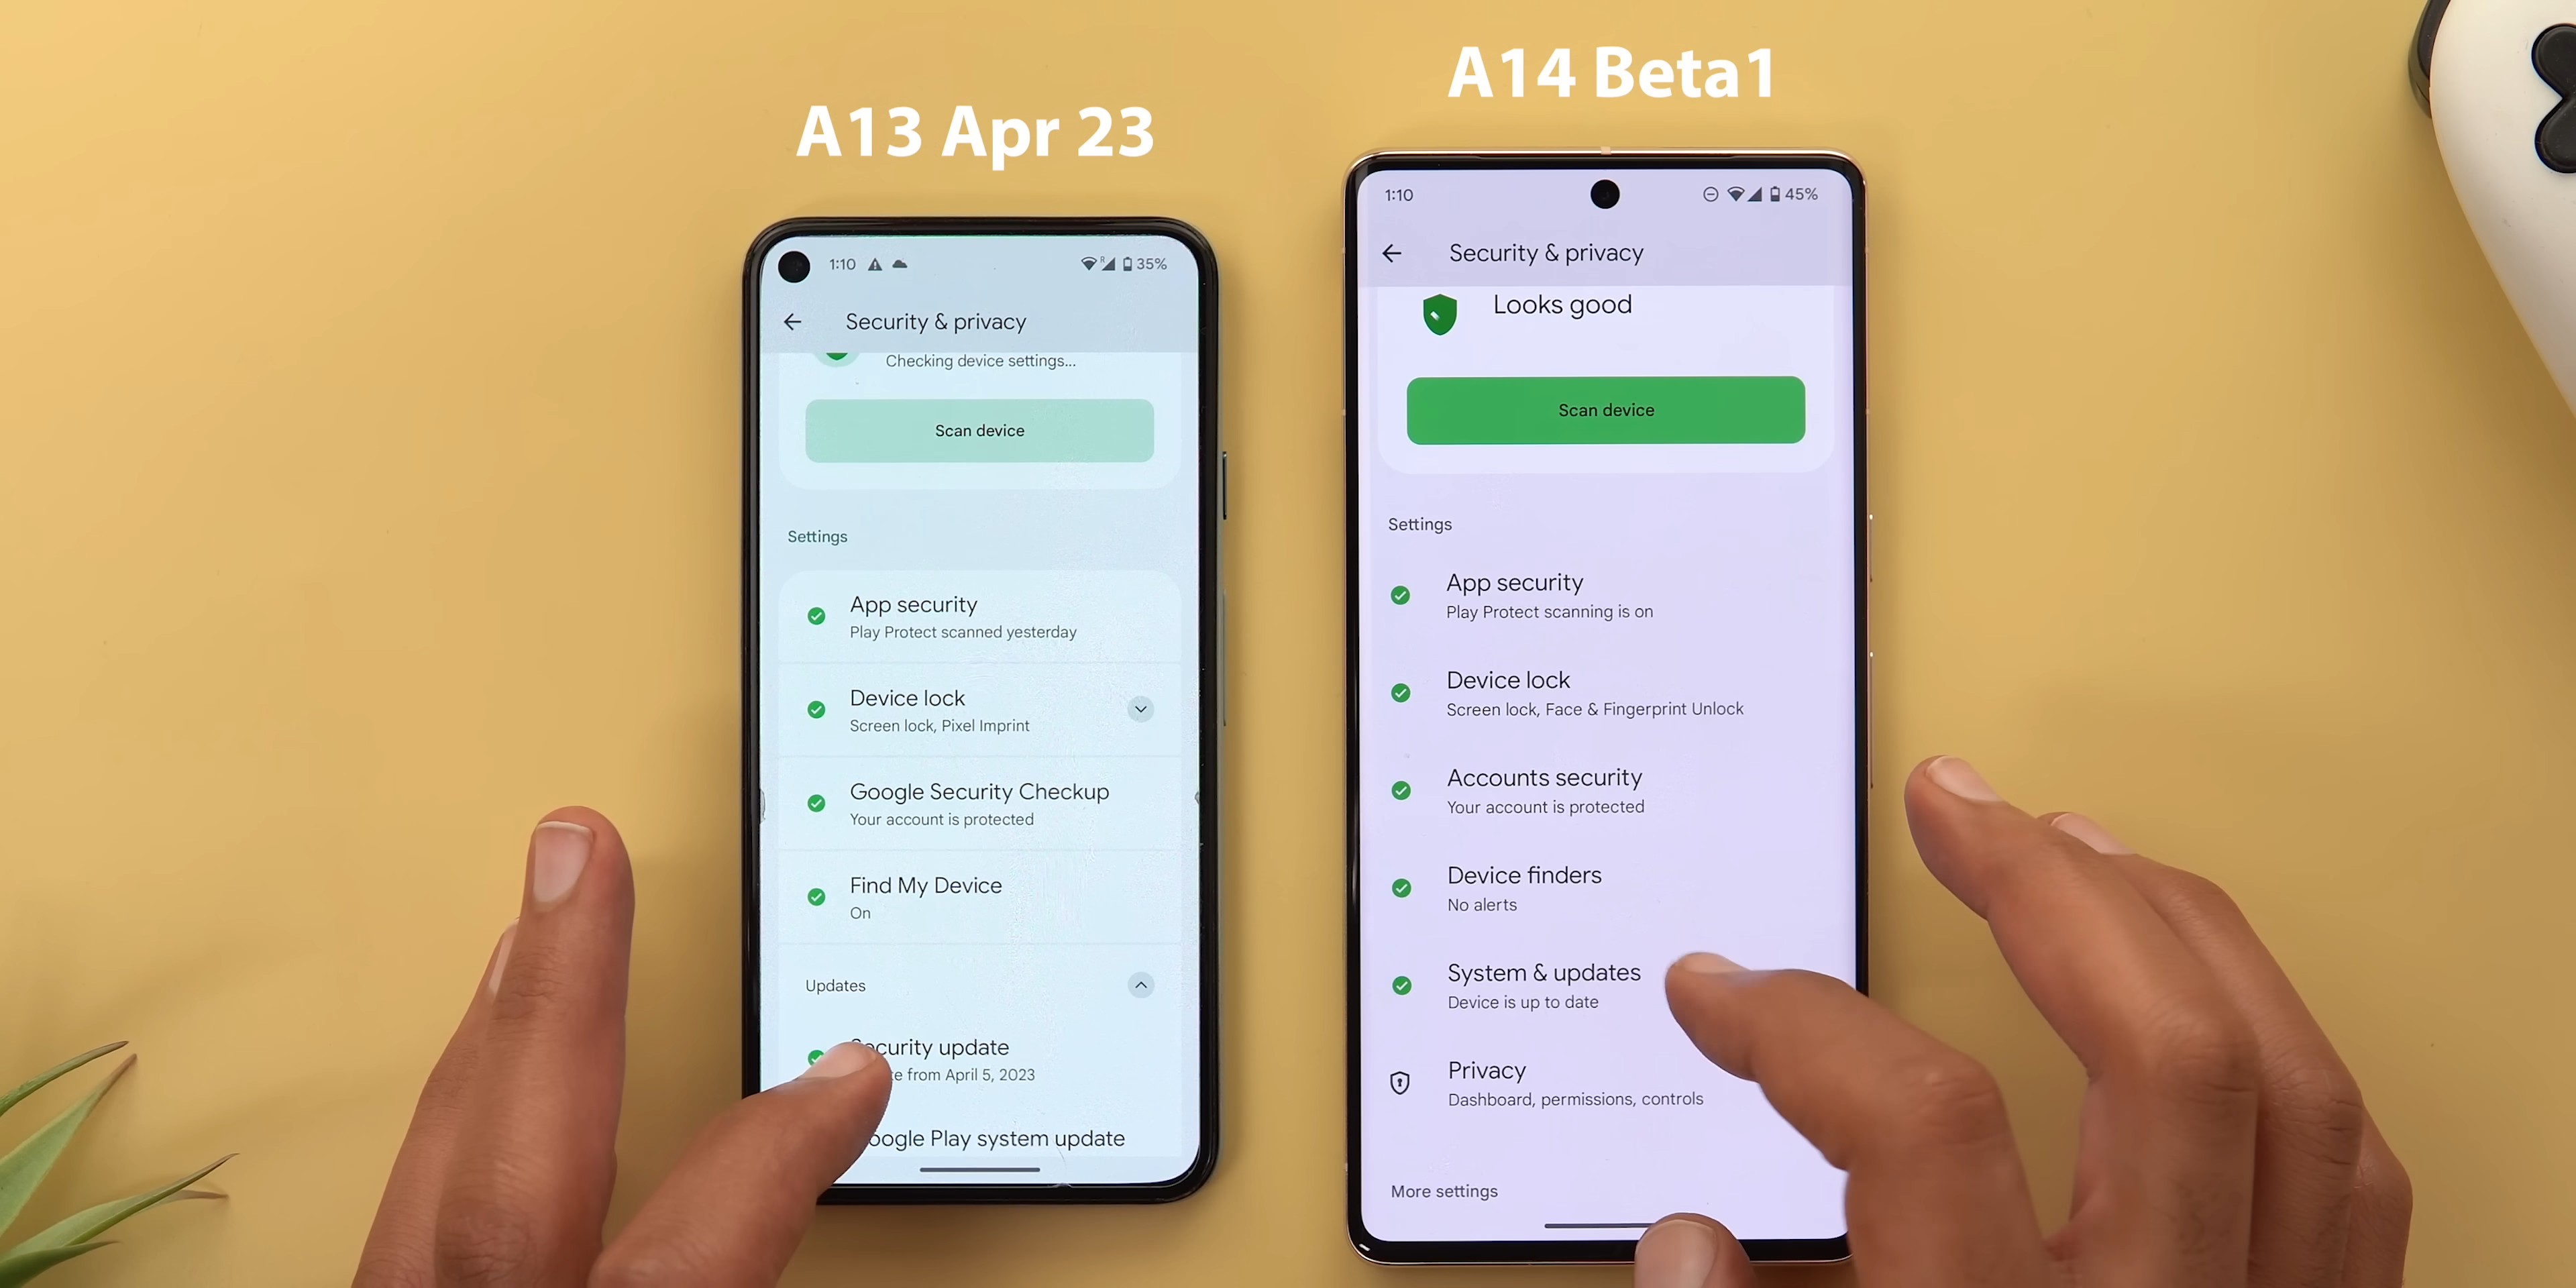 A13 Apr 23
A14 Beta1
1:10
35%
Security & privacy
Checking device settings...
Scan device
Settings
App security
Play Protect scanned yesterday
Device lock
Screen lock, Pixel Imprint
Google Security Checkup
Your account is protected
Find My Device
On
Updates
ecurity update
from April 5, 2023
oogle Play system update
1:10
45%
Security & privacy
Looks good
Scan device
Settings
App security
Play Protect scanning is on
Device lock
Screen lock, Face & Fingerprint Unlock
Accounts security
Your account is protected
Device finders
No alerts
System & updates
Device is up to date
Privacy
Dashboard, permissions, controls
More settings